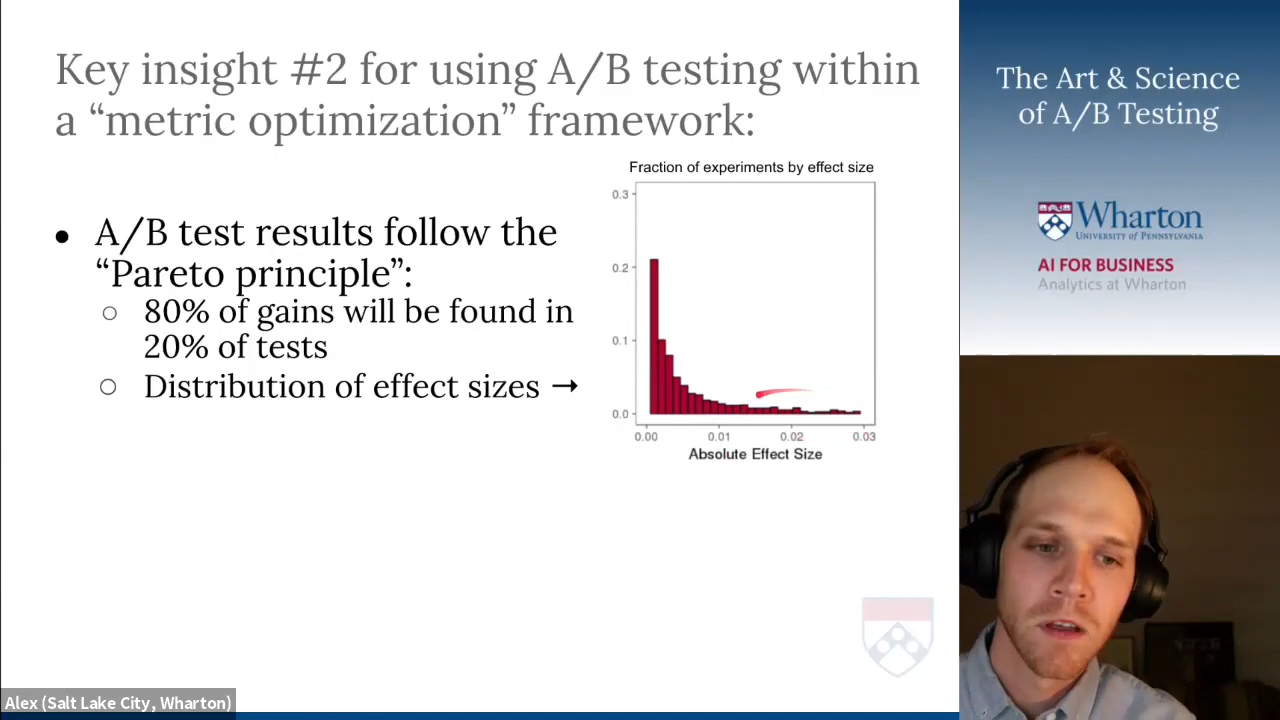 Key insight #2 for using A/B testing within
a “metric optimization” framework:
● A/B test results follow the
“Pareto principle”:
○ 80% of gains will be found in
20% of tests
○ Distribution of effect sizes →
Fraction of experiments by effect size
0.3
0.2
0.1
0.0
0.00 0.01 0.02 0.03
Absolute Effect Size
The Art & Science
of A/B Testing
Wharton
UNIVERSITY of PENNSYLVANIA
AI FOR BUSINESS
Analytics at Wharton
Alex (Salt Lake City, Wharton)